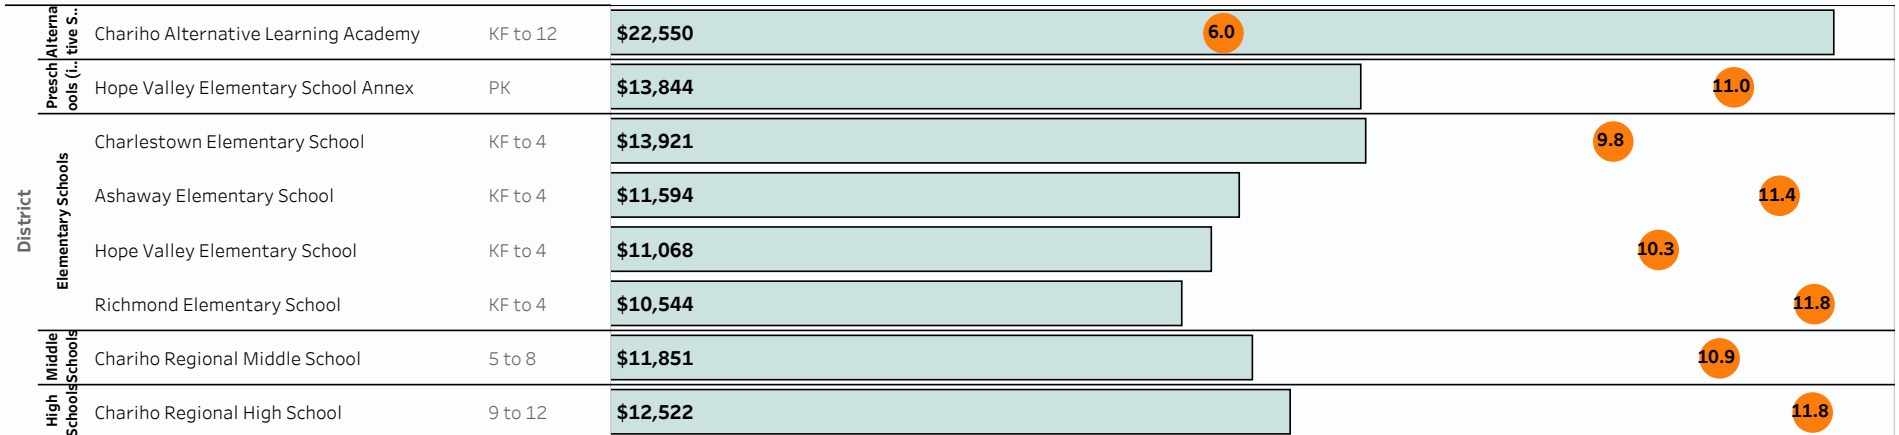 District
Alterna
tive S..
Chariho Alternative Learning Academy KF to 12 $22,550 6.0
Presch
ools (i..
Hope Valley Elementary School Annex PK $13,844 11.0
Elementary Schools
Charlestown Elementary School KF to 4 $13,921 9.8
Ashaway Elementary School KF to 4 $11,594 11.4
Hope Valley Elementary School KF to 4 $11,068 10.3
Richmond Elementary School KF to 4 $10,544 11.8
Middle
Schools
Chariho Regional Middle School 5 to 8 $11,851 10.9
High
Schools
Chariho Regional High School 9 to 12 $12,522 11.8